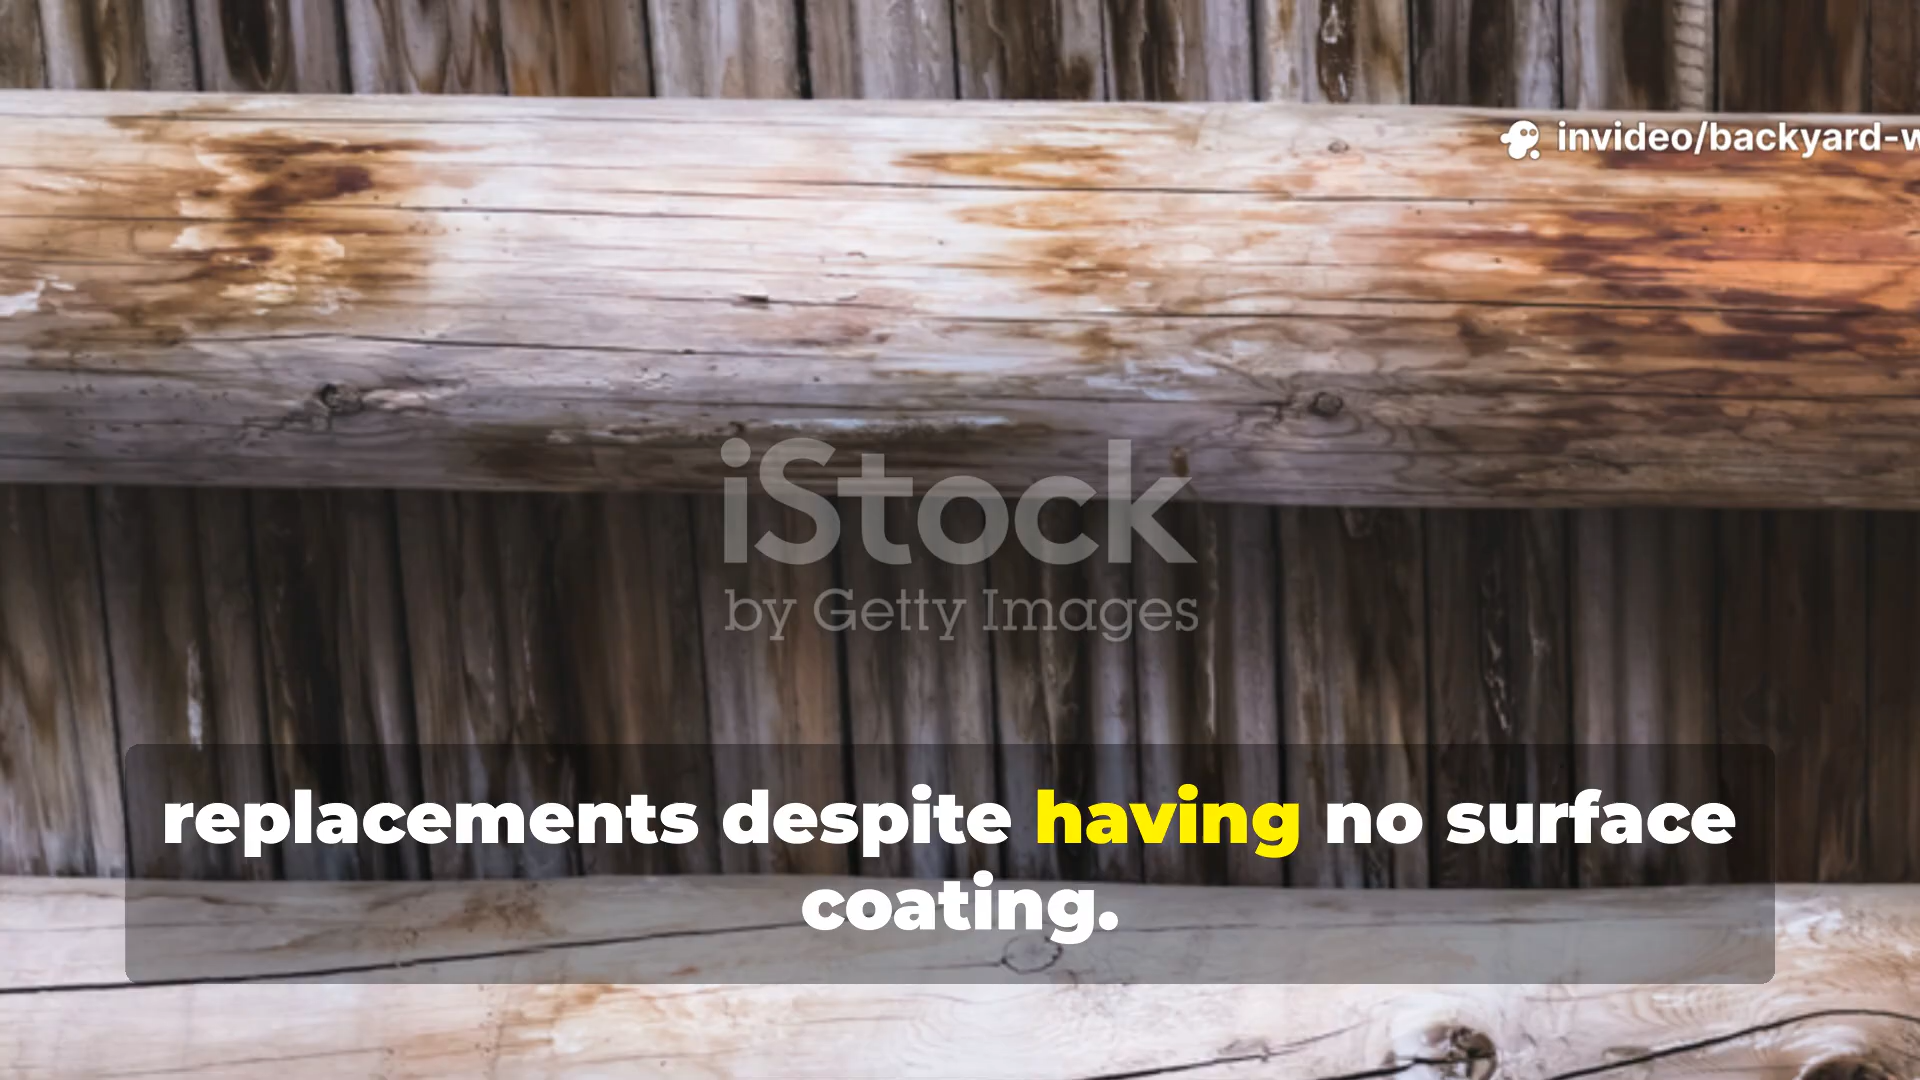 invideo/backyard-w
iStock
by Getty Images
replacements despite having no surface
coating.